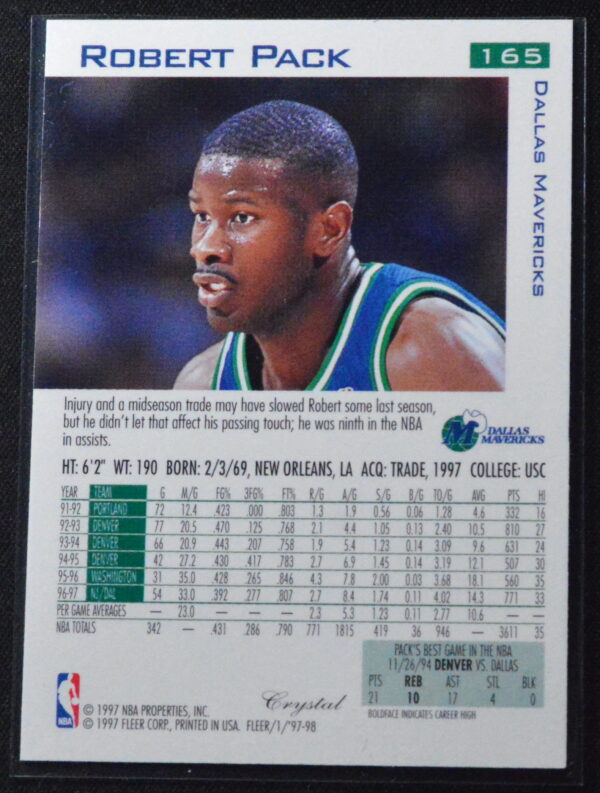 ROBERT PACK
165
DALLAS MAVERICKS
Injury and a midseason trade may have slowed Robert some last season,
but he didn't let that affect his passing touch; he was ninth in the NBA
in assists.
DALLAS
MAVERICKS
HT: 6'2" WT: 190 BORN: 2/3/69, NEW ORLEANS, LA ACQ: TRADE, 1997 COLLEGE: USC
YEAR TEAM G M/G FG% 3FG% FT% R/G A/G S/G B/G TO/G AVG PTS HI
91-92 PORTLAND 72 12.4 .423 .000 .803 1.3 1.9 0.56 0.06 1.28 4.6 332 16
92-93 DENVER 77 20.5 .470 .125 .768 2.1 4.4 1.05 0.13 2.40 10.5 810 27
93-94 DENVER 66 20.9 .443 .207 .758 1.9 5.4 1.23 0.14 3.09 9.6 631 24
94-95 DENVER 42 27.2 .430 .417 .783 2.7 6.9 1.45 0.14 3.19 12.1 507 30
95-96 WASHINGTON 31 35.0 .428 .265 .846 4.3 7.8 2.00 0.03 3.68 18.1 560 35
96-97 NJ/DAL 54 33.0 .392 .277 .807 2.7 8.4 1.74 0.11 4.02 14.3 771 33
PER GAME AVERAGES — 23.0 — — — 2.3 5.3 1.23 0.11 2.77 10.6 — —
NBA TOTALS 342 — .431 .286 .790 771 1815 419 36 946 — 3611 35
PACK'S BEST GAME IN THE NBA
11/26/94 DENVER VS. DALLAS
PTS REB AST STL BLK
21 10 17 4 0
BOLDFACE INDICATES CAREER HIGH
Crystal
NBA
© 1997 NBA PROPERTIES, INC.
© 1997 FLEER CORP., PRINTED IN USA. FLEER/1/'97-98